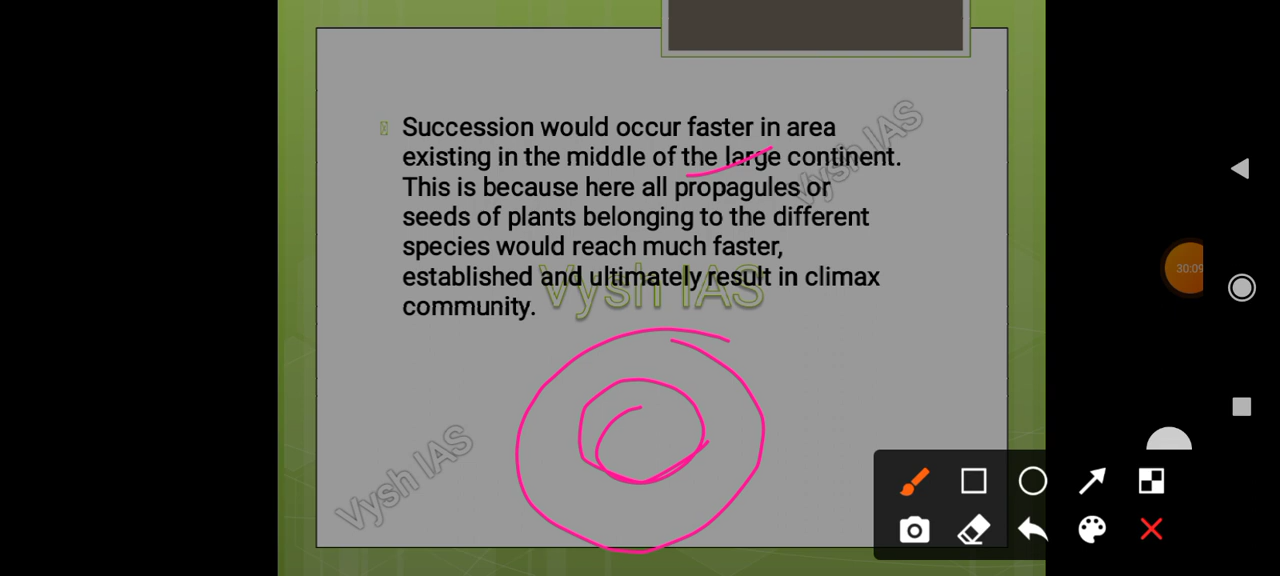 Succession would occur faster in area
existing in the middle of the large continent.
This is because here all propagules or
seeds of plants belonging to the different
species would reach much faster,
established and ultimately result in climax
community.
Vysh IAS
Vysh IAS
Vysh IAS
30:09